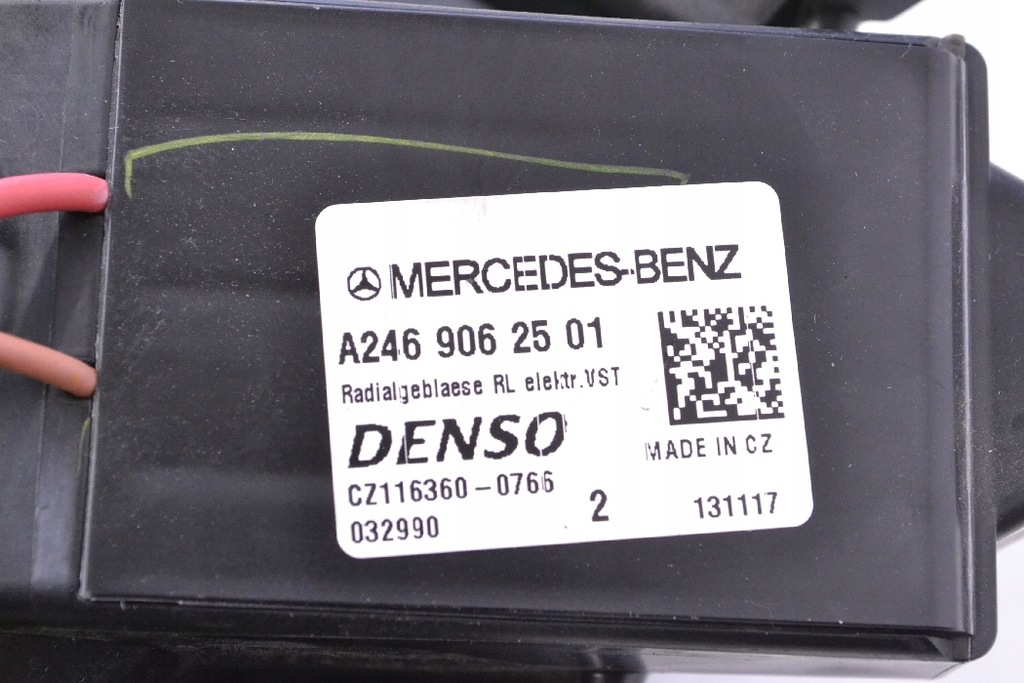 MERCEDES-BENZ
A246 906 25 01
Radialgeblaese RL elektr.VST
DENSO
MADE IN CZ
CZ116360-0766
032990 2 131117